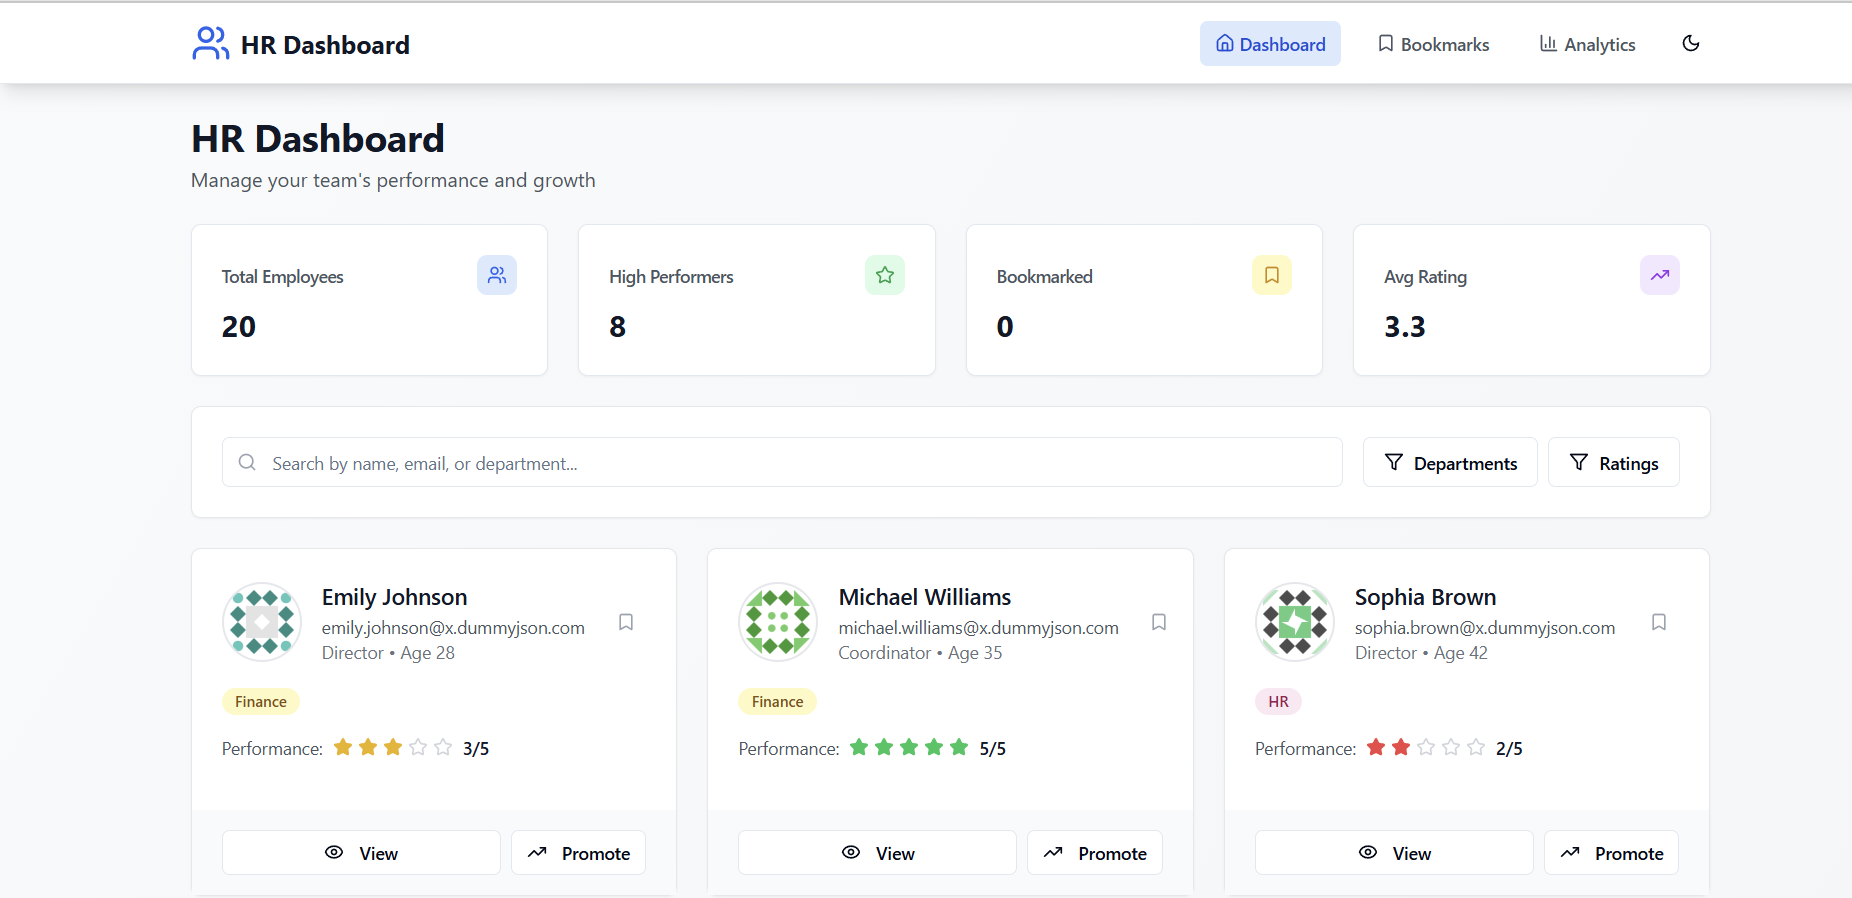 HR Dashboard
Dashboard
Bookmarks
Analytics
HR Dashboard
Manage your team's performance and growth
Total Employees
20
High Performers
8
Bookmarked
0
Avg Rating
3.3
Search by name, email, or department...
Departments
Ratings
Emily Johnson
emily.johnson@x.dummyjson.com
Director • Age 28
Finance
Performance: 3/5
View
Promote
Michael Williams
michael.williams@x.dummyjson.com
Coordinator • Age 35
Finance
Performance: 5/5
View
Promote
Sophia Brown
sophia.brown@x.dummyjson.com
Director • Age 42
HR
Performance: 2/5
View
Promote